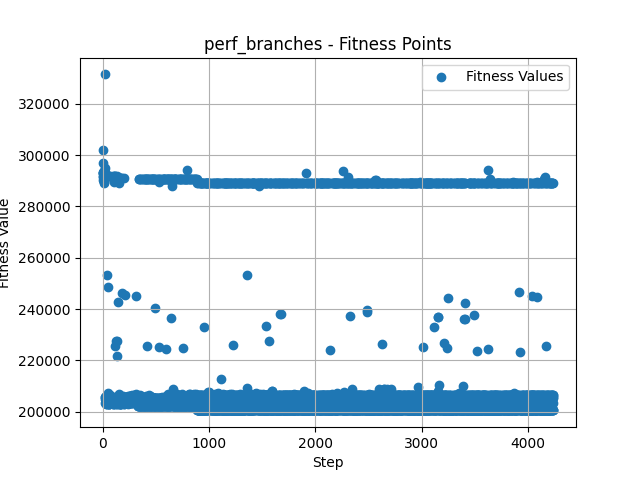 perf_branches - Fitness Points
Fitness Values
320000
300000
280000
260000
240000
220000
200000
Fitness Value
0 1000 2000 3000 4000
Step